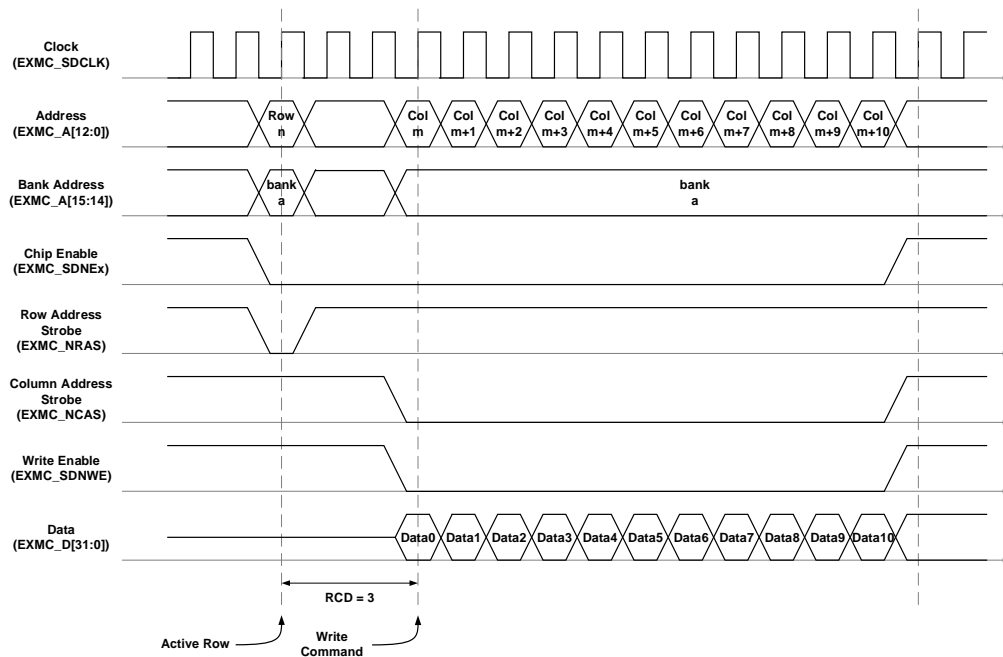 Clock
(EXMC_SDCLK)
Address
(EXMC_A[12:0])
Row
n
Col
m
Col
m+1
Col
m+2
Col
m+3
Col
m+4
Col
m+5
Col
m+6
Col
m+7
Col
m+8
Col
m+9
Col
m+10
Bank Address
(EXMC_A[15:14])
bank
a
bank
a
Chip Enable
(EXMC_SDNEx)
Row Address
Strobe
(EXMC_NRAS)
Column Address
Strobe
(EXMC_NCAS)
Write Enable
(EXMC_SDNWE)
Data
(EXMC_D[31:0])
Data0
Data1
Data2
Data3
Data4
Data5
Data6
Data7
Data8
Data9
Data10
RCD = 3
Active Row
Write
Command